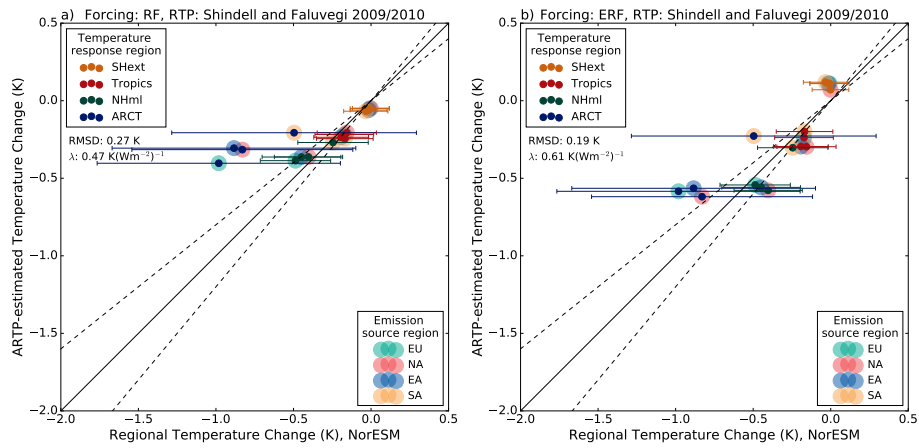 a) Forcing: RF, RTP: Shindell and Faluvegi 2009/2010
0.5
0.0
−0.5
−1.0
−1.5
−2.0
ARTP-estimated Temperature Change (K)
Temperature
response region
SHext
Tropics
NHml
ARCT
RMSD: 0.27 K
λ: 0.47 K(Wm⁻²)⁻¹
Emission
source region
EU
NA
EA
SA
−2.0 −1.5 −1.0 −0.5 0.0 0.5
Regional Temperature Change (K), NorESM
b) Forcing: ERF, RTP: Shindell and Faluvegi 2009/2010
0.5
0.0
−0.5
−1.0
−1.5
−2.0
ARTP-estimated Temperature Change (K)
Temperature
response region
SHext
Tropics
NHml
ARCT
RMSD: 0.19 K
λ: 0.61 K(Wm⁻²)⁻¹
Emission
source region
EU
NA
EA
SA
−2.0 −1.5 −1.0 −0.5 0.0 0.5
Regional Temperature Change (K), NorESM